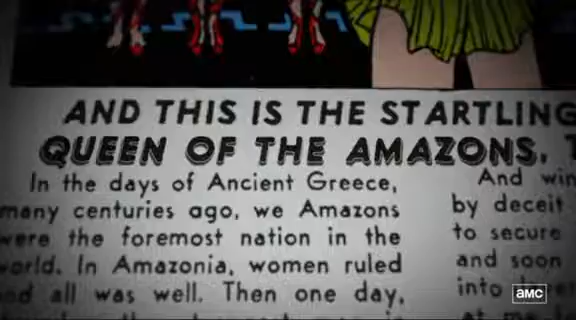 AND THIS IS THE STARTLING
QUEEN OF THE AMAZONS,
In the days of Ancient Greece,
many centuries ago, we Amazons
were the foremost nation in the
world. In Amazonia, women ruled
and all was well. Then one day,
And
by deceit
to secure
and soon
into
amc